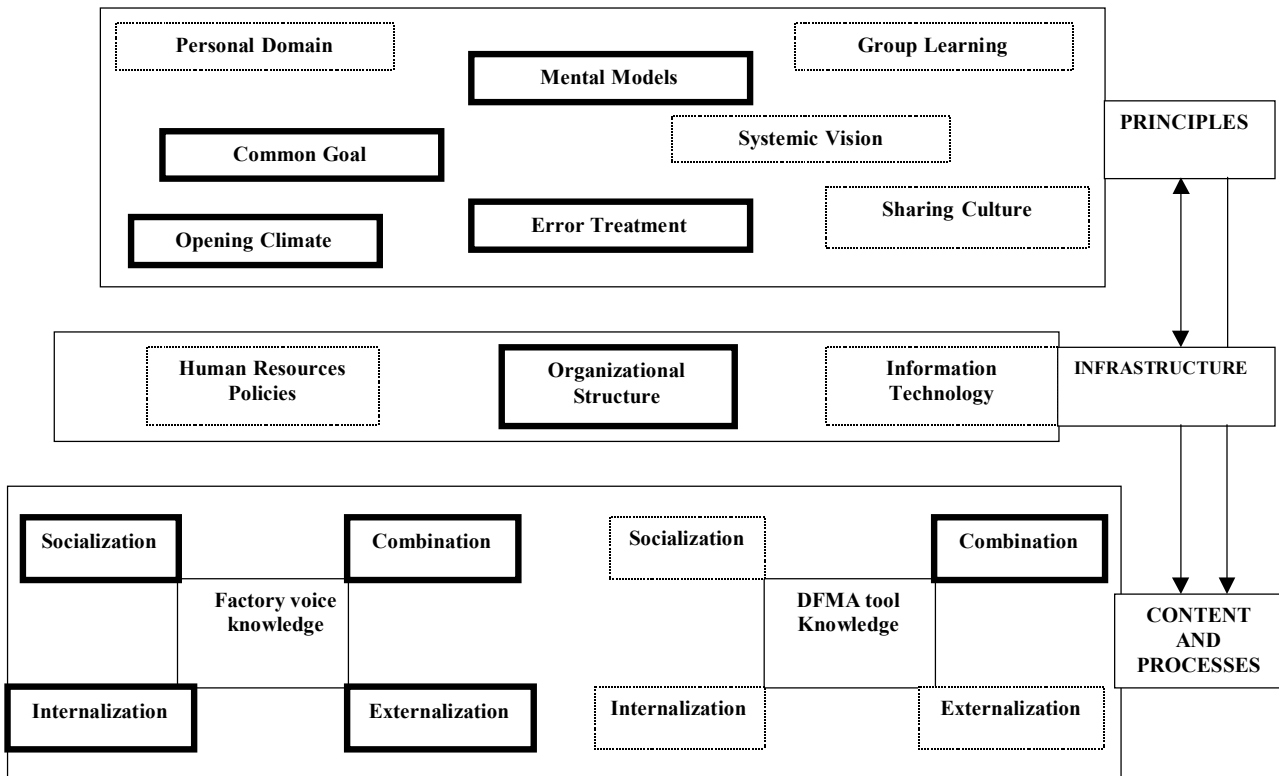 Personal Domain
Group Learning
Mental Models
PRINCIPLES
Systemic Vision
Common Goal
Sharing Culture
Error Treatment
Opening Climate
Human Resources
Policies
Organizational
Structure
Information
Technology
INFRASTRUCTURE
Socialization
Combination
Socialization
Combination
Factory voice
knowledge
DFMA tool
Knowledge
CONTENT
AND
PROCESSES
Internalization
Externalization
Internalization
Externalization